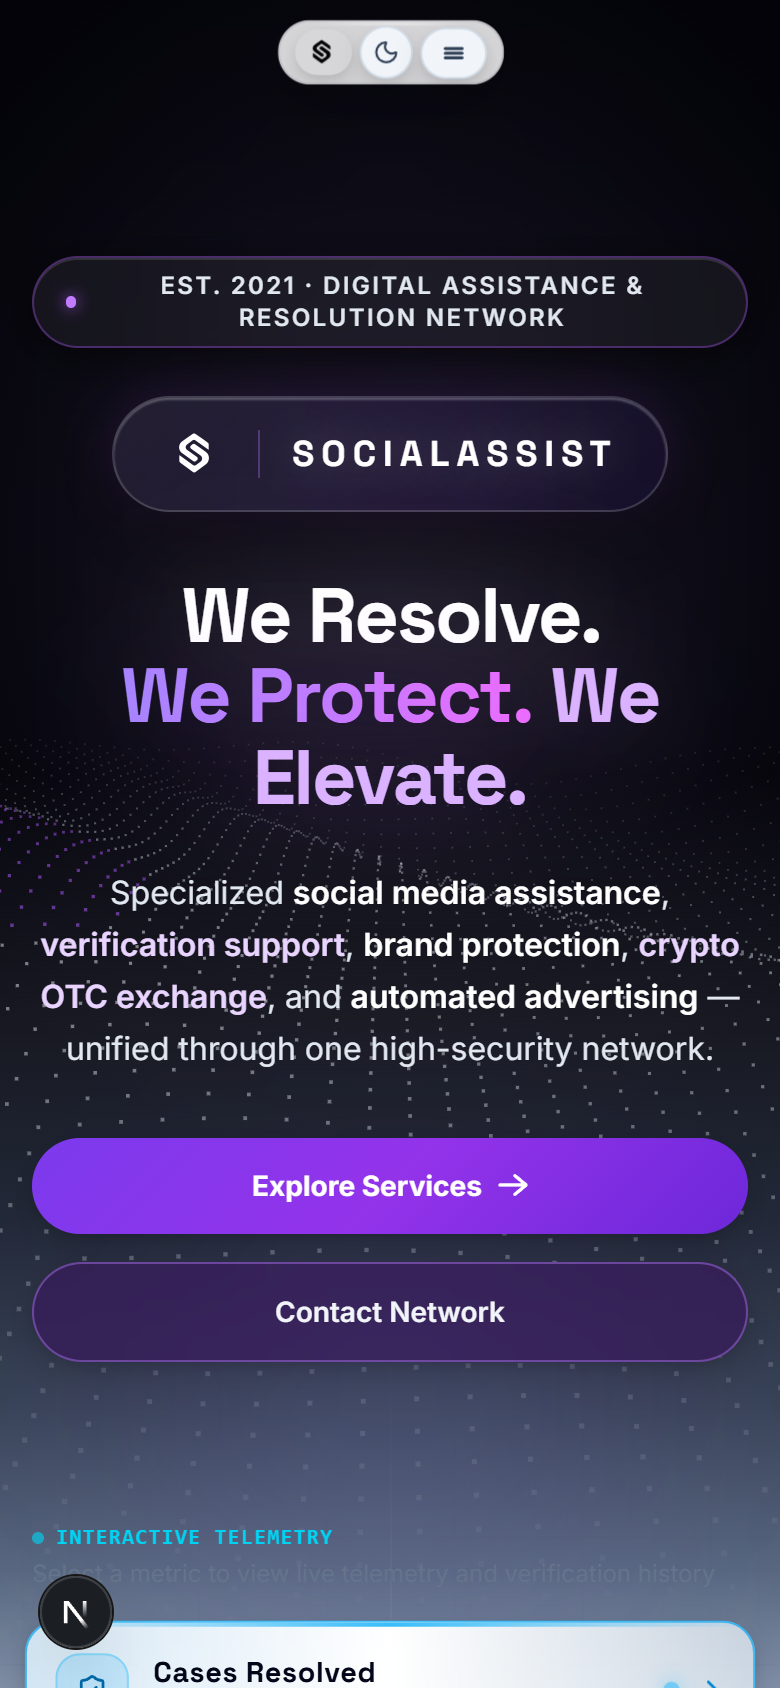 EST. 2021 · DIGITAL ASSISTANCE &
RESOLUTION NETWORK
SOCIALASSIST
We Resolve.
We Protect. We
Elevate.
Specialized social media assistance,
verification support, brand protection, crypto
OTC exchange, and automated advertising —
unified through one high-security network.
Explore Services →
Contact Network
INTERACTIVE TELEMETRY
Select a metric to view live telemetry and verification history
N
Cases Resolved